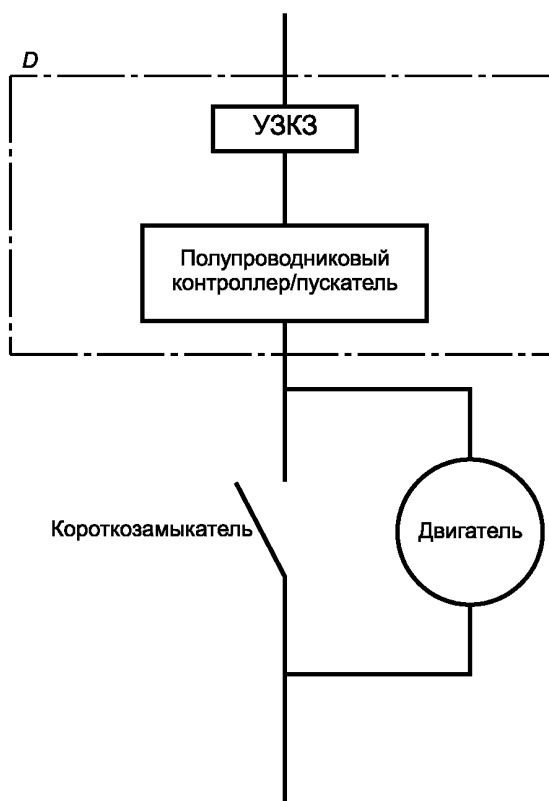 D
УЗКЗ
Полупроводниковый
контроллер/пускатель
Короткозамыкатель
Двигатель